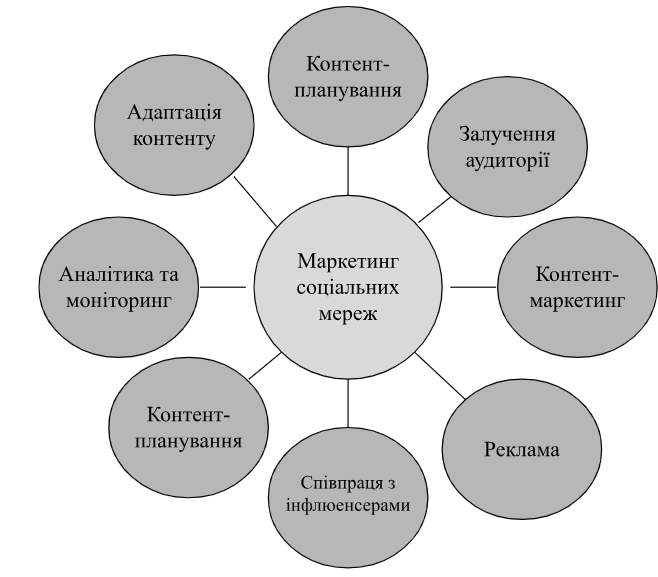 Контент-
планування
Залучення
аудиторії
Контент-
маркетинг
Реклама
Співпраця з
інфлюенсерами
Контент-
планування
Аналітика та
моніторинг
Адаптація
контенту
Маркетинг
соціальних
мереж